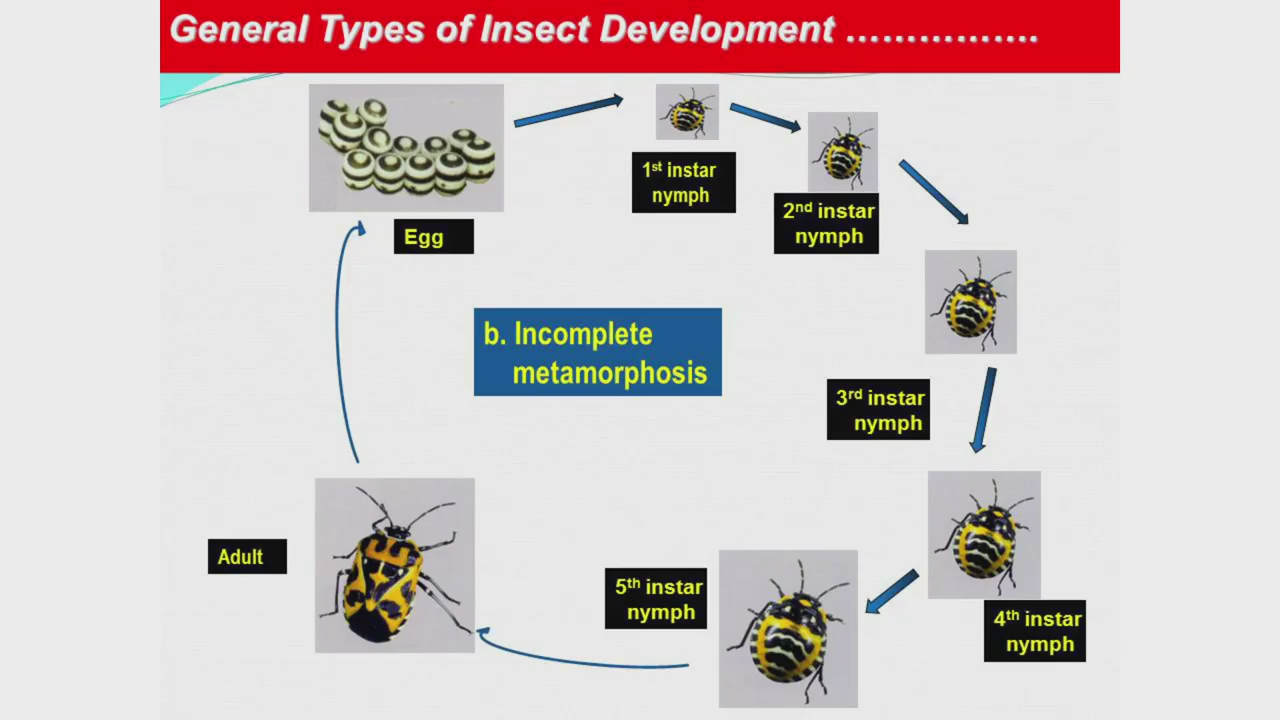 General Types of Insect Development …………….
1st instar
nymph
2nd instar
nymph
Egg
b. Incomplete
metamorphosis
3rd instar
nymph
Adult
5th instar
nymph
4th instar
nymph